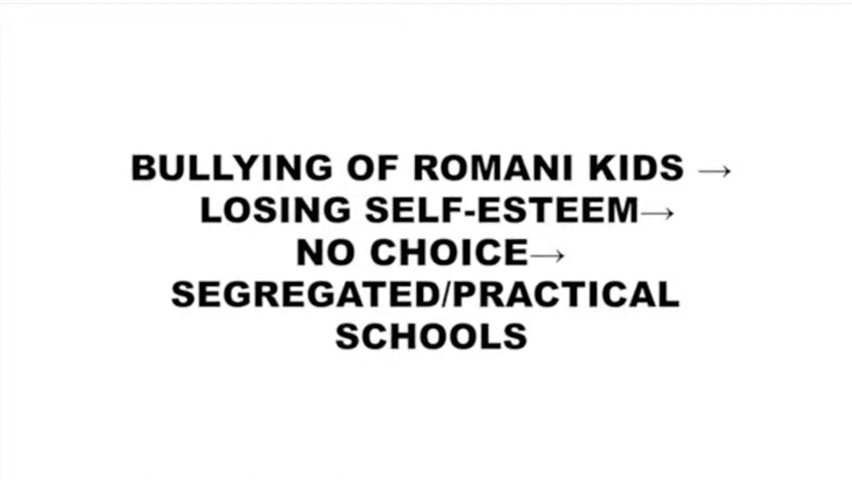 BULLYING OF ROMANI KIDS →
LOSING SELF-ESTEEM→
NO CHOICE→
SEGREGATED/PRACTICAL
SCHOOLS